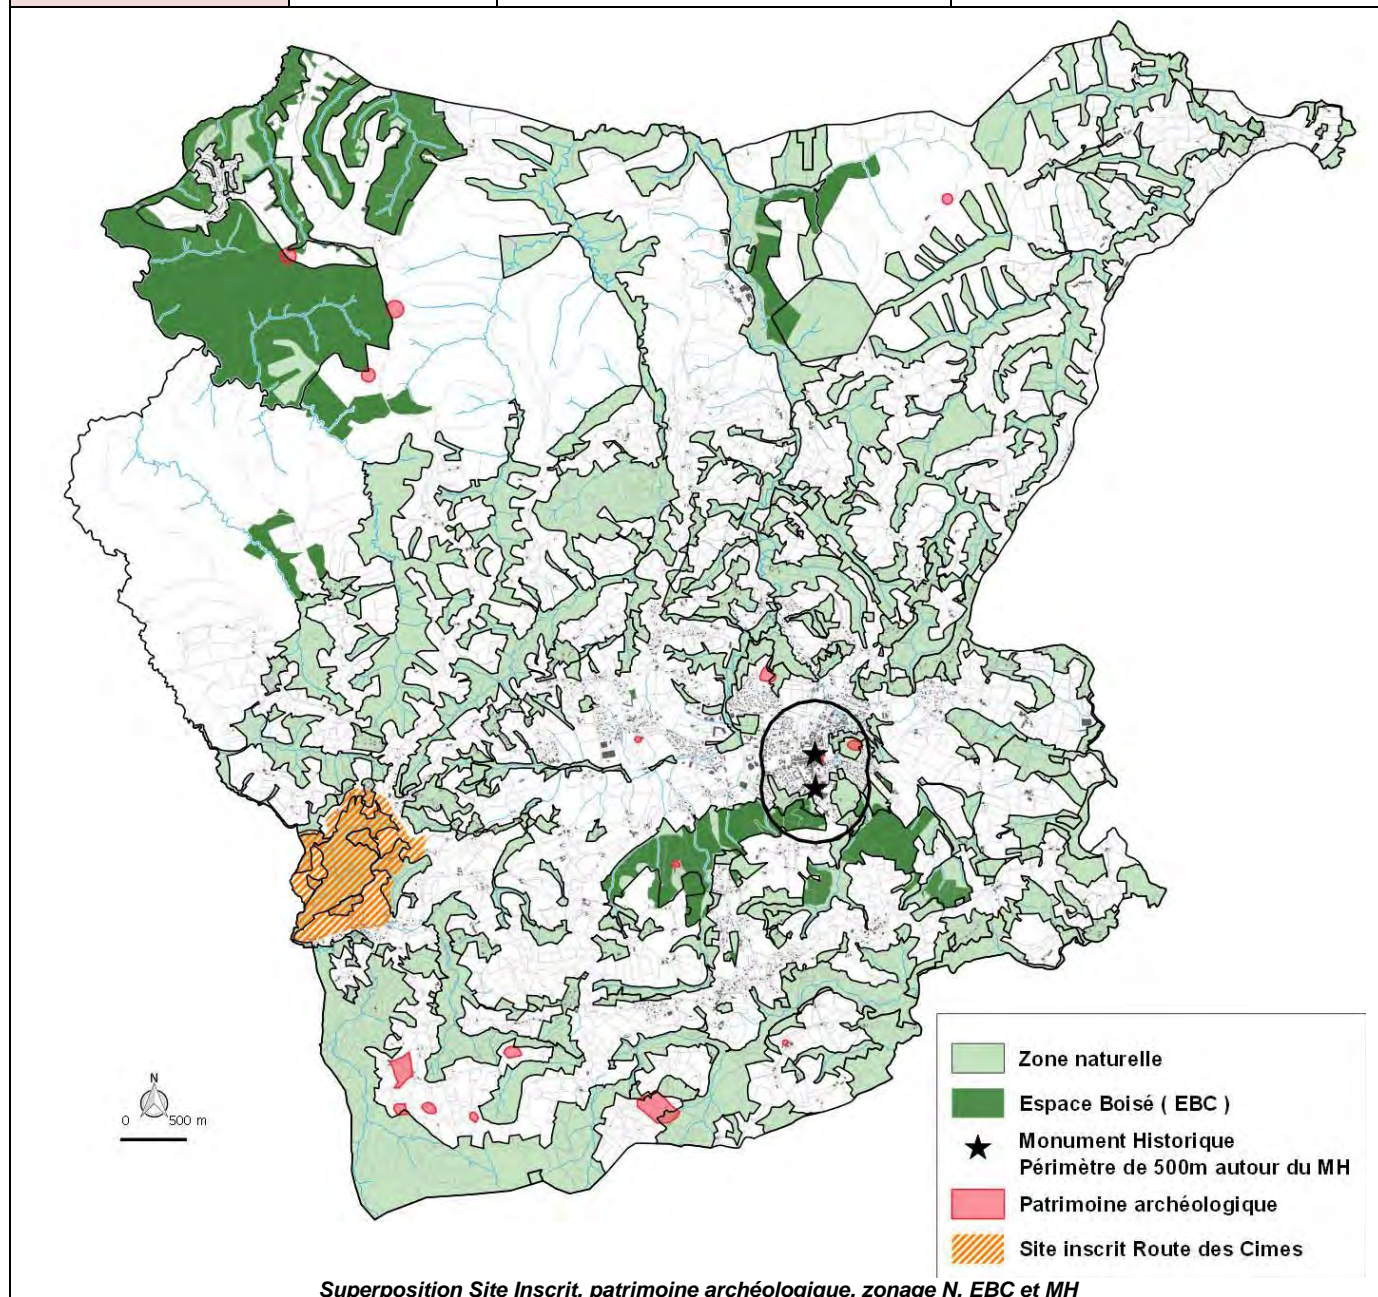 N
0 500 m
Zone naturelle
Espace Boisé ( EBC )
Monument Historique
Périmètre de 500m autour du MH
Patrimoine archéologique
Site inscrit Route des Cimes
Superposition Site Inscrit, patrimoine archéologique, zonage N, EBC et MH